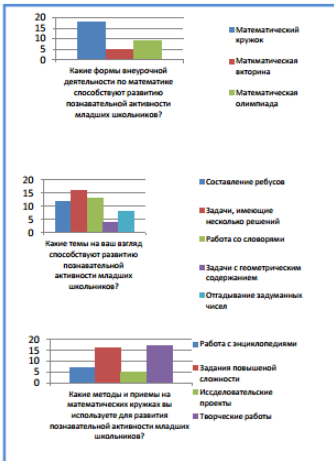 20
15
10
5
0
Какие формы внеурочной
деятельности по математике
способствуют развитию
познавательной активности
младших школьников?
Математический
кружок
Математическая
викторина
Математическая
олимпиада
20
15
10
5
0
Какие темы на ваш взгляд
способствуют развитию
познавательной
активности младших
школьников?
Составление ребусов
Задачи, имеющие
несколько решений
Работа со словорями
Задачи с геометрическим
содержанием
Отгадывание задуманных
чисел
20
15
10
5
0
Какие методы и приемы на
математических кружках вы
используете для развития
познавательной активности младших
школьников?
Работа с энциклопедиями
Задания повышеной
сложности
Исседовательские
проекты
Творческие работы